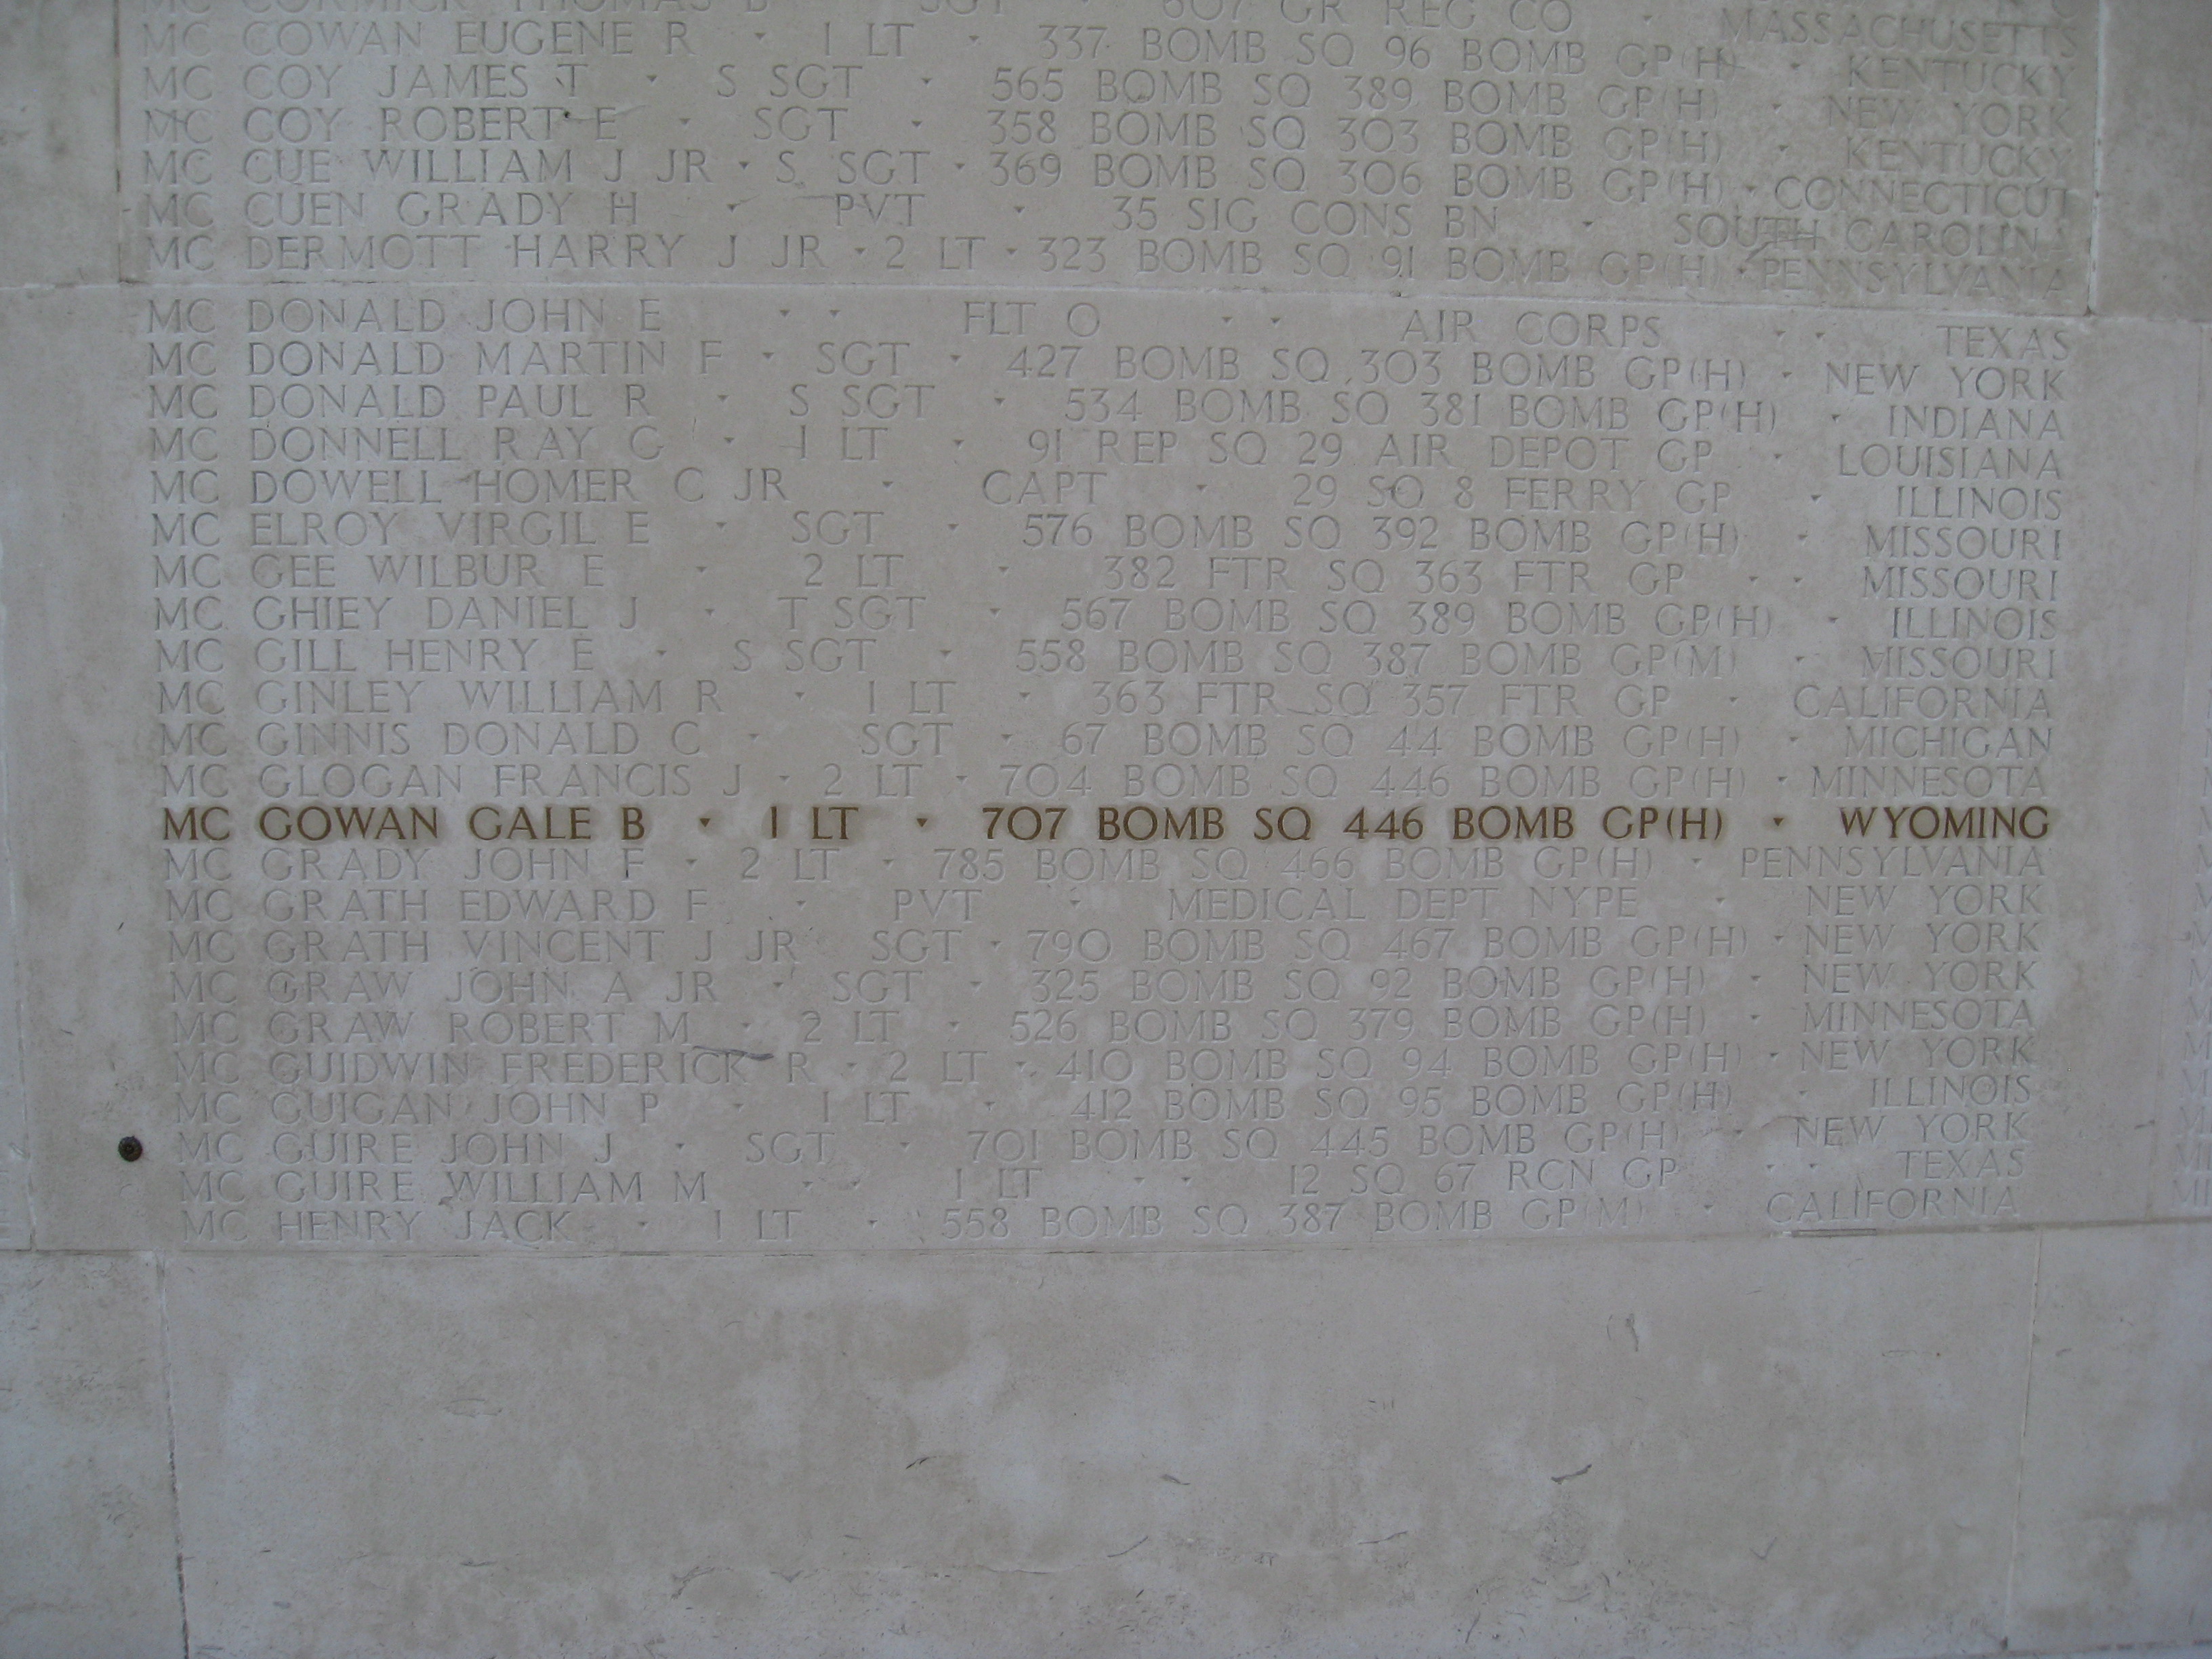 MC CORMICK THOMAS B · SGT · 607 GR REG CO · MASSACHUSETTS
MC COWAN EUGENE R · 1 LT · 337 BOMB SQ 96 BOMB GP(H) · KENTUCKY
MC COY JAMES T · S SGT · 565 BOMB SQ 389 BOMB GP(H) · NEW YORK
MC COY ROBERT E · SGT · 358 BOMB SQ 303 BOMB GP(H) · KENTUCKY
MC CUE WILLIAM J JR · S SGT · 369 BOMB SQ 306 BOMB GP(H) · CONNECTICUT
MC CUEN GRADY H · PVT · 35 SIG CONS BN · SOUTH CAROLINA
MC DERMOTT HARRY J JR · 2 LT · 323 BOMB SQ 91 BOMB GP(H) · PENNSYLVANIA
MC DONALD JOHN E · · FLT O · · AIR CORPS · · TEXAS
MC DONALD MARTIN F · SGT · 427 BOMB SQ 303 BOMB GP(H) · NEW YORK
MC DONALD PAUL R · S SGT · 534 BOMB SQ 381 BOMB GP(H) · INDIANA
MC DONNELL RAY G · 1 LT · 91 REP SQ 29 AIR DEPOT GP · LOUISIANA
MC DOWELL HOMER C JR · CAPT · 29 SQ 8 FERRY GP · ILLINOIS
MC ELROY VIRGIL E · SGT · 576 BOMB SQ 392 BOMB GP(H) · MISSOURI
MC GEE WILBUR E · 2 LT · 382 FTR SQ 363 FTR GP · · MISSOURI
MC GHIEY DANIEL J · T SGT · 567 BOMB SQ 389 BOMB GP(H) · ILLINOIS
MC GILL HENRY E · S SGT · 558 BOMB SQ 387 BOMB GP(M) · MISSOURI
MC GINLEY WILLIAM R · 1 LT · 363 FTR SQ 357 FTR GP · CALIFORNIA
MC GINNIS DONALD C · SGT · 67 BOMB SQ 44 BOMB GP(H) · MICHIGAN
MC GLOGAN FRANCIS J · 2 LT · 704 BOMB SQ 446 BOMB GP(H) · MINNESOTA
MC GOWAN GALE B · 1 LT · 707 BOMB SQ 446 BOMB GP(H) · WYOMING
MC GRADY JOHN F · 2 LT · 785 BOMB SQ 466 BOMB GP(H) · PENNSYLVANIA
MC GRATH EDWARD F · PVT · MEDICAL DEPT NYPE · NEW YORK
MC GRATH VINCENT J JR SGT · 790 BOMB SQ 467 BOMB GP(H) · NEW YORK
MC GRAW JOHN A JR · SGT · 325 BOMB SQ 92 BOMB GP(H) · NEW YORK
MC GRAW ROBERT M · 2 LT · 526 BOMB SQ 379 BOMB GP(H) · MINNESOTA
MC GUIDWIN FREDERICK R · 2 LT · 410 BOMB SQ 94 BOMB GP(H) · NEW YORK
MC GUIGAN JOHN P · 1 LT · 412 BOMB SQ 95 BOMB GP(H) · ILLINOIS
MC GUIRE JOHN J · SGT · 701 BOMB SQ 445 BOMB GP(H) · NEW YORK
MC GUIRE WILLIAM M · · 1 LT · · 12 SQ 67 RCN GP · · TEXAS
MC HENRY JACK · 1 LT · 558 BOMB SQ 387 BOMB GP(M) · CALIFORNIA